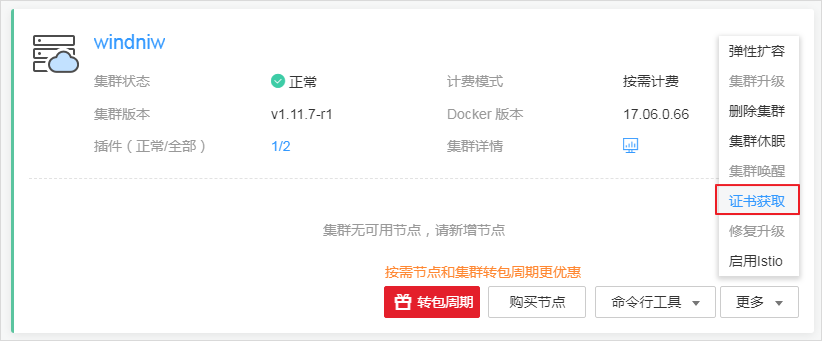 windniw
集群状态 正常 计费模式 按需计费
集群版本 v1.11.7-r1 Docker 版本 17.06.0.66
插件（正常/全部） 1/2 集群详情
集群无可用节点，请新增节点
按需节点和集群转包周期更优惠
转包周期 购买节点 命令行工具 更多
弹性扩容
集群升级
删除集群
集群休眠
集群唤醒
证书获取
修复升级
启用Istio